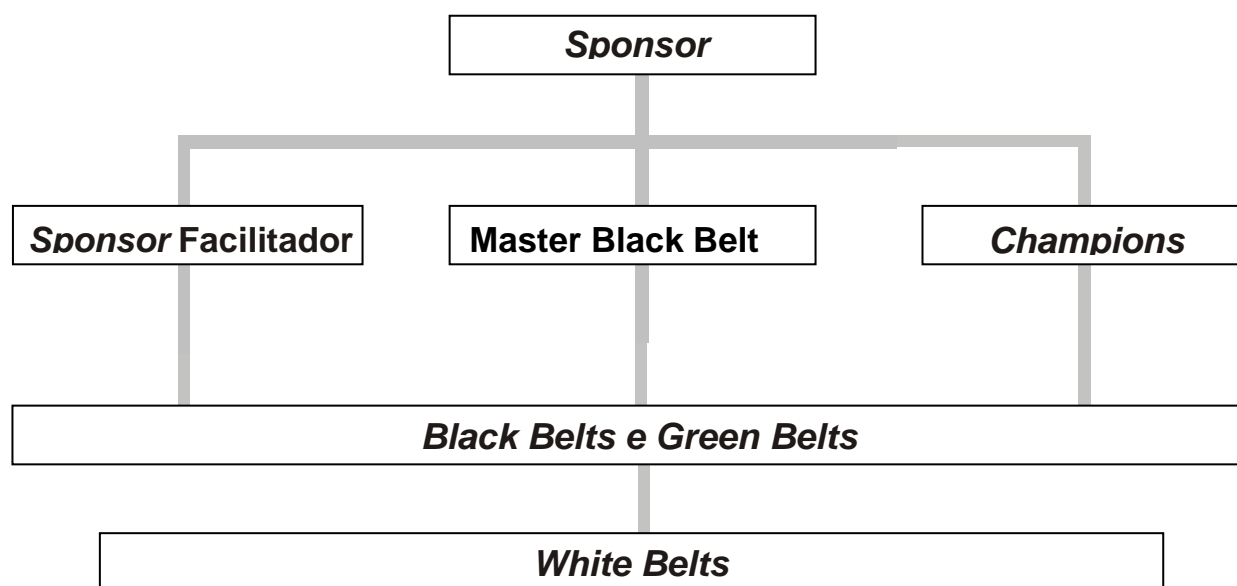 Sponsor
Sponsor Facilitador
Master Black Belt
Champions
Black Belts e Green Belts
White Belts